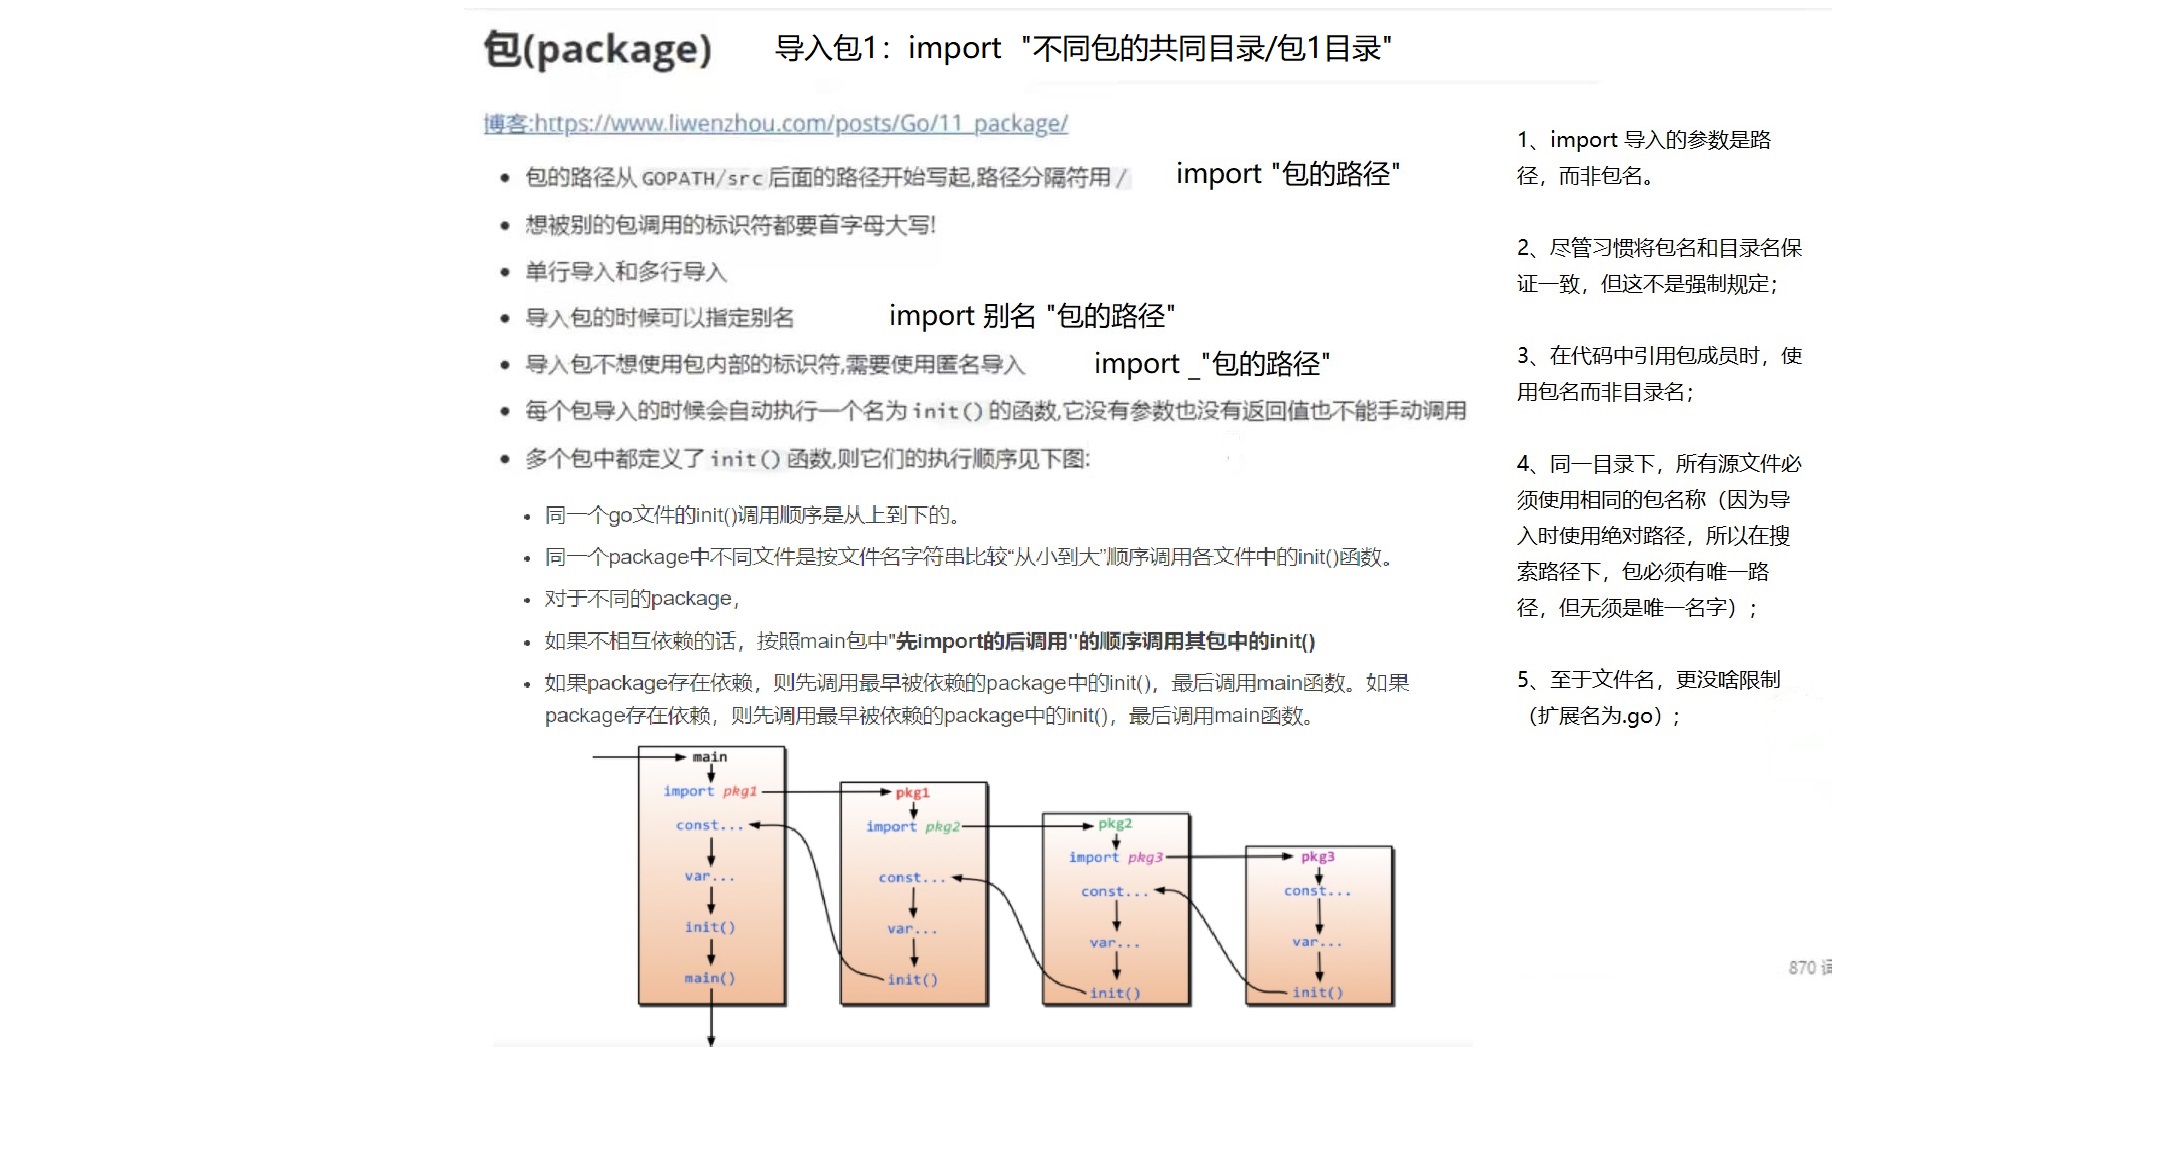 包(package)
导入包1：import "不同包的共同目录/包1目录"
博客:https://www.liwenzhou.com/posts/Go/11_package/
包的路径从 GOPATH/src 后面的路径开始写起,路径分隔符用 /
import "包的路径"
想被别的包调用的标识符都要首字母大写!
单行导入和多行导入
导入包的时候可以指定别名
import 别名 "包的路径"
导入包不想使用包内部的标识符,需要使用匿名导入
import _"包的路径"
每个包导入的时候会自动执行一个名为 init() 的函数,它没有参数也没有返回值也不能手动调用
多个包中都定义了 init() 函数,则它们的执行顺序见下图:
同一个go文件的init()调用顺序是从上到下的。
同一个package中不同文件是按文件名字符串比较“从小到大”顺序调用各文件中的init()函数。
对于不同的package，
如果不相互依赖的话，按照main包中"先import的后调用"的顺序调用其包中的init()
如果package存在依赖，则先调用最早被依赖的package中的init()，最后调用main函数。如果
package存在依赖，则先调用最早被依赖的package中的init()，最后调用main函数。
1、import 导入的参数是路
径，而非包名。
2、尽管习惯将包名和目录名保
证一致，但这不是强制规定；
3、在代码中引用包成员时，使
用包名而非目录名；
4、同一目录下，所有源文件必
须使用相同的包名称（因为导
入时使用绝对路径，所以在搜
索路径下，包必须有唯一路
径，但无须是唯一名字）；
5、至于文件名，更没啥限制
（扩展名为.go）；
main
import pkg1
const...
var...
init()
main()
pkg1
import pkg2
const...
var...
init()
pkg2
import pkg3
const...
var...
init()
pkg3
const...
var...
init()
870